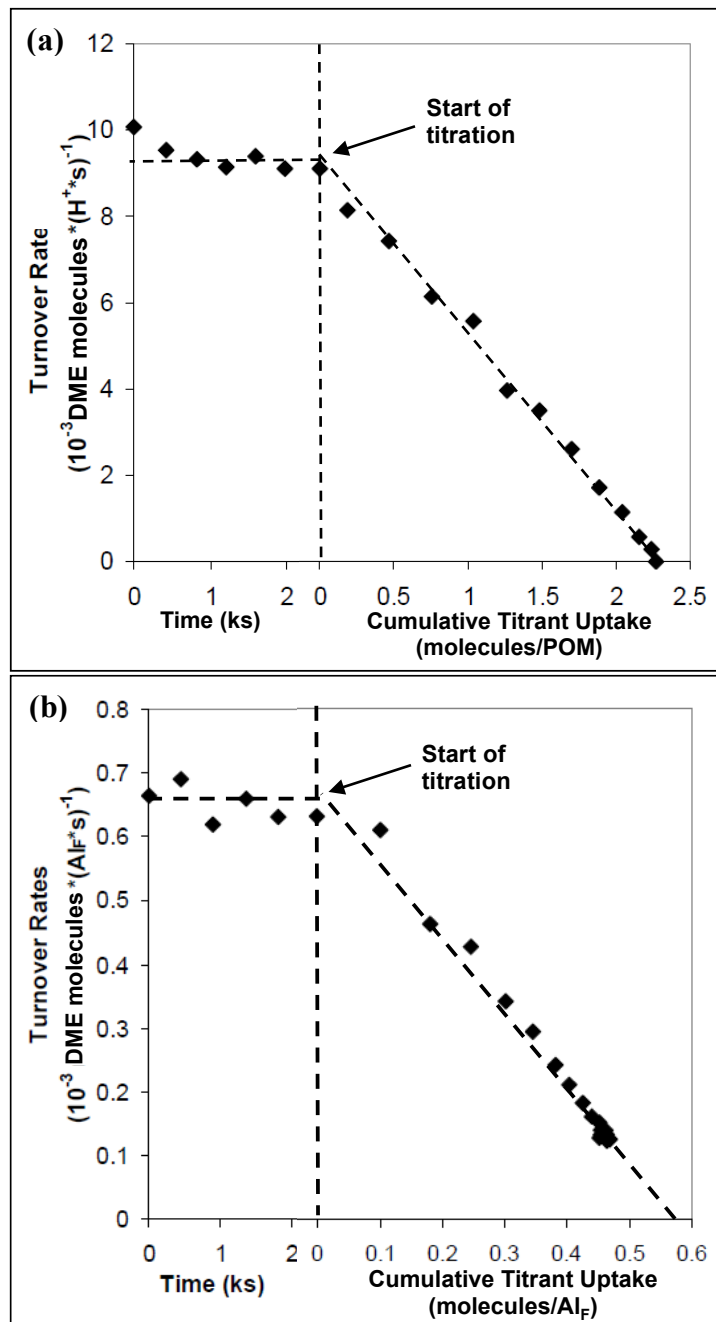 (a)
12
10
8
6
4
2
0
Turnover Rate
(10⁻³DME molecules*(H⁺*s)⁻¹)
Start of
titration
0 1 2 0 0.5 1 1.5 2 2.5
Time (ks) Cumulative Titrant Uptake
(molecules/POM)
(b)
0.8
0.7
0.6
0.5
0.4
0.3
0.2
0.1
0
Turnover Rates
(10⁻³ DME molecules*(Al_F*s)⁻¹)
Start of
titration
0 1 2 0 0.1 0.2 0.3 0.4 0.5 0.6
Time (ks) Cumulative Titrant Uptake
(molecules/Al_F)